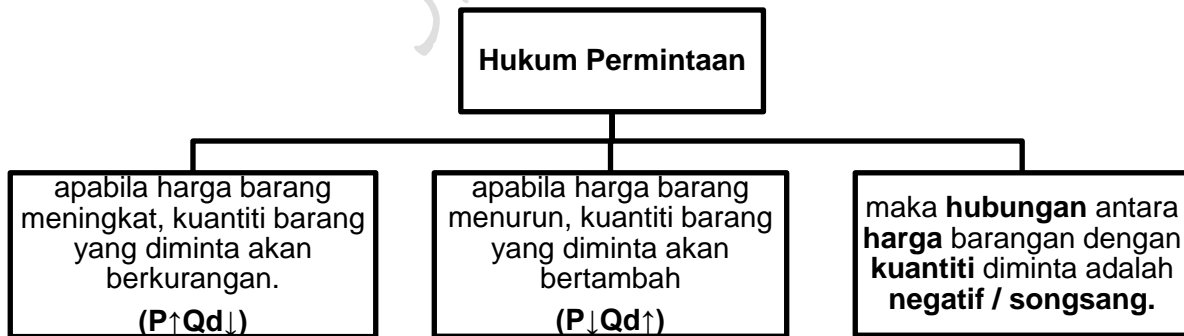 Hukum Permintaan
apabila harga barang
meningkat, kuantiti barang
yang diminta akan
berkurangan.
(P↑Qd↓)
apabila harga barang
menurun, kuantiti barang
yang diminta akan
bertambah
(P↓Qd↑)
maka hubungan antara
harga barangan dengan
kuantiti diminta adalah
negatif / songsang.